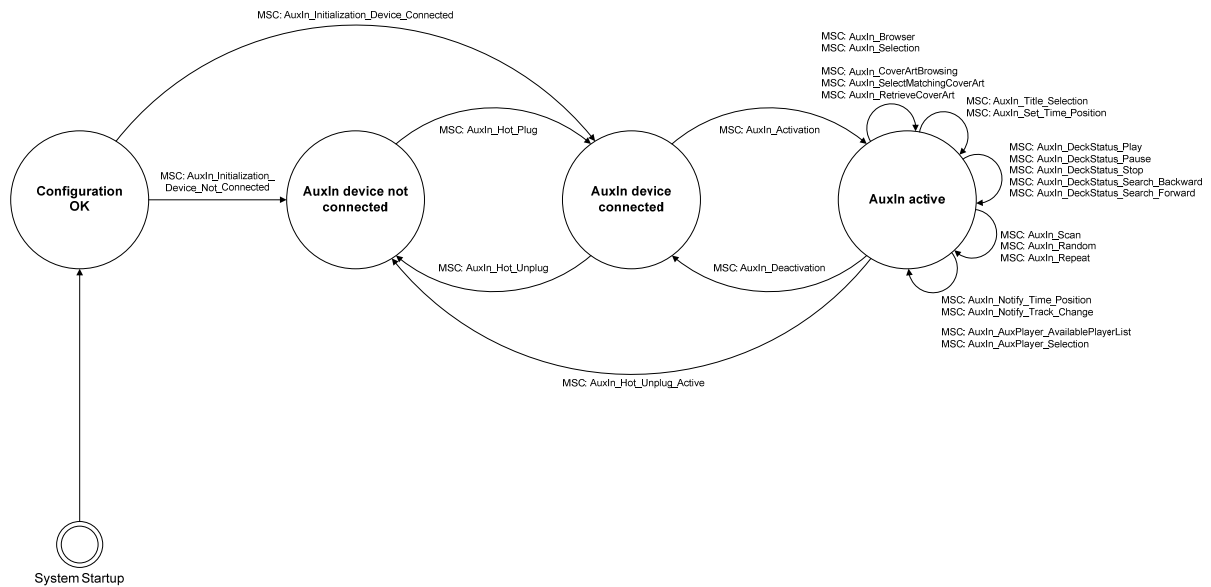 MSC: AuxIn_Initialization_Device_Connected
MSC: AuxIn_Browser
MSC: AuxIn_Selection
MSC: AuxIn_CoverArtBrowsing
MSC: AuxIn_SelectMatchingCoverArt
MSC: AuxIn_RetrieveCoverArt
MSC: AuxIn_Title_Selection
MSC: AuxIn_Set_Time_Position
MSC: AuxIn_Hot_Plug
MSC: AuxIn_Activation
MSC: AuxIn_DeckStatus_Play
MSC: AuxIn_DeckStatus_Pause
MSC: AuxIn_DeckStatus_Stop
MSC: AuxIn_DeckStatus_Search_Backward
MSC: AuxIn_DeckStatus_Search_Forward
Configuration
OK
MSC: AuxIn_Initialization_
Device_Not_Connected
AuxIn device not
connected
AuxIn device
connected
AuxIn active
MSC: AuxIn_Scan
MSC: AuxIn_Random
MSC: AuxIn_Repeat
MSC: AuxIn_Hot_Unplug
MSC: AuxIn_Deactivation
MSC: AuxIn_Notify_Time_Position
MSC: AuxIn_Notify_Track_Change
MSC: AuxIn_AuxPlayer_AvailablePlayerList
MSC: AuxIn_AuxPlayer_Selection
MSC: AuxIn_Hot_Unplug_Active
System Startup